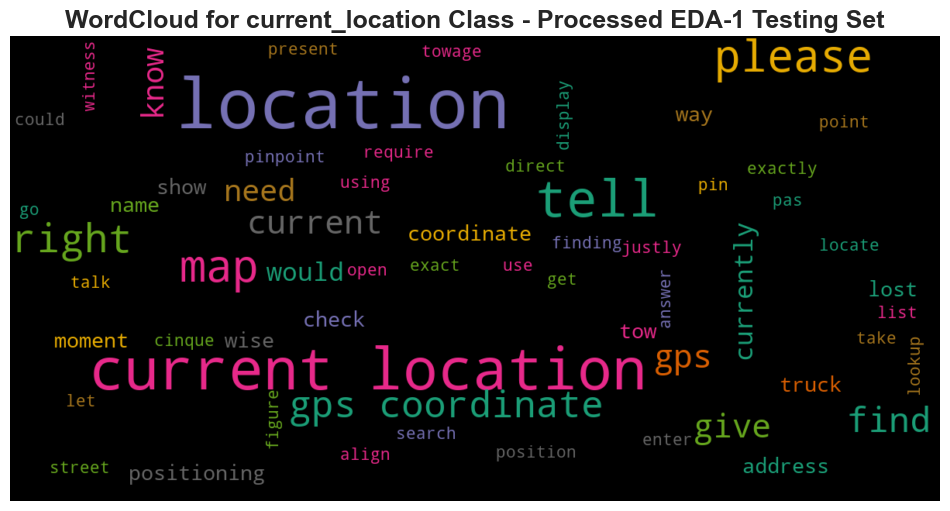 WordCloud for current_location Class - Processed EDA-1 Testing Set
witness
know
present
towage
please
could
location
display
way
point
pinpoint
require
direct
exactly
show
need
using
tell
pin
pas
go
name
current
coordinate
finding
justly
currently
locate
right
map
would
open
exact
use
get
talk
answer
lost
list
check
tow
moment
cinque
wise
current location
gps
take
lookup
truck
let
figure
gps coordinate
give
find
search
enter
street
positioning
align
position
address